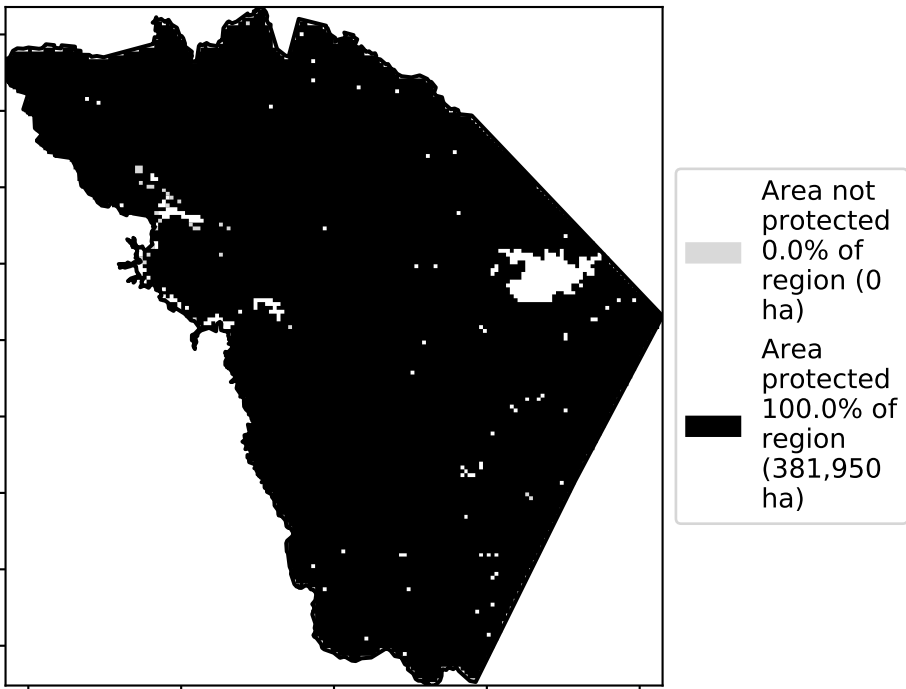 Area not
protected
0.0% of
region (0
ha)
Area
protected
100.0% of
region
(381,950
ha)